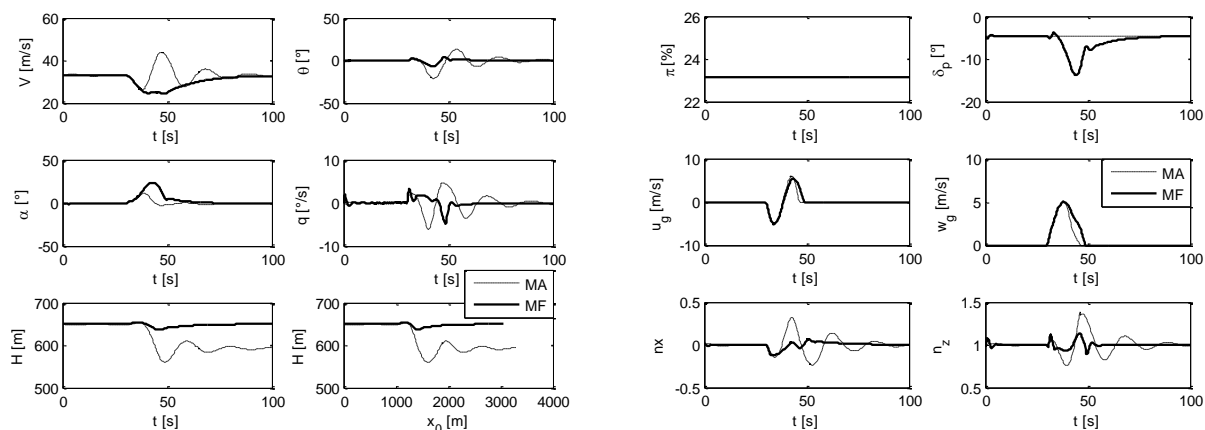 60
40
20
V [m/s]
0
50
100
t [s]
50
0
-50
θ [°]
0
50
100
t [s]
26
24
22
π [%]
0
50
100
t [s]
0
-10
-20
δp [°]
0
50
100
t [s]
50
0
-50
α [°]
0
50
100
t [s]
10
0
-10
q [°/s]
0
50
100
t [s]
10
0
-10
ug [m/s]
0
50
100
t [s]
10
5
0
wg [m/s]
MA
MF
0
50
100
t [s]
700
600
500
H [m]
0
50
100
t [s]
700
600
500
H [m]
MA
MF
0
1000
2000
3000
4000
x0 [m]
0.5
0
-0.5
nx
0
50
100
t [s]
1.5
1
0.5
nz
0
50
100
t [s]